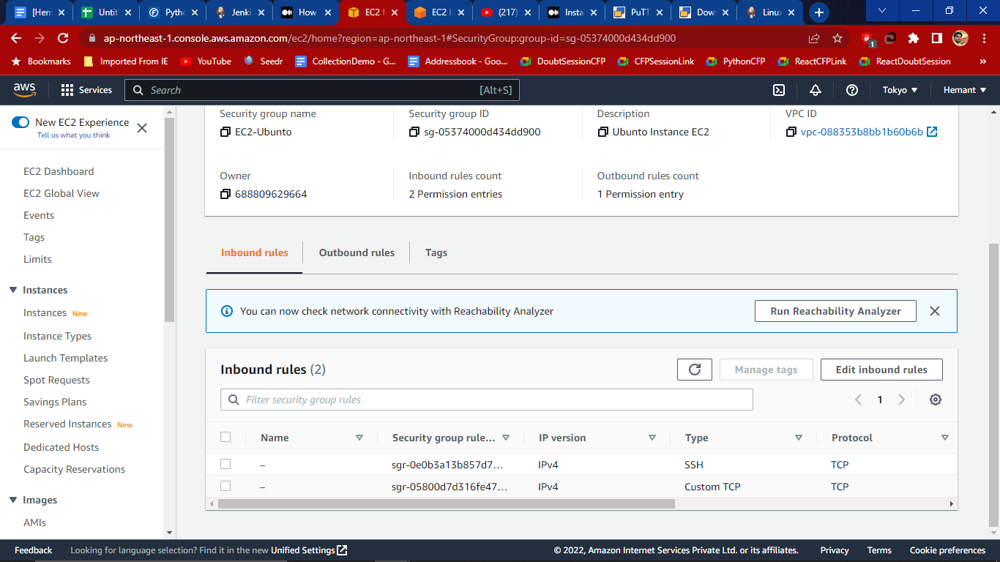 [Hem
Untit
Pytho
Jenki
How
EC2 M
EC2
(217)
Insta
PuTT
Dow
Linux
ap-northeast-1.console.aws.amazon.com/ec2/home?region=ap-northeast-1#SecurityGroup:group-id=sg-05374000d434dd900
1
Bookmarks
Imported From IE
YouTube
Seedr
CollectionDemo - G...
Addressbook - Goo...
DoubtSessionCFP
CFPSessionLink
PythonCFP
ReactCFPLink
ReactDoubtSession
»
aws
Services
Search
[Alt+S]
Tokyo
Hemant
New EC2 Experience
Tell us what you think
EC2 Dashboard
EC2 Global View
Events
Tags
Limits
Instances
Instances New
Instance Types
Launch Templates
Spot Requests
Savings Plans
Reserved Instances New
Dedicated Hosts
Capacity Reservations
Images
AMIs
Security group name
EC2-Ubunto
Security group ID
sg-05374000d434dd900
Description
Ubunto Instance EC2
VPC ID
vpc-088353b8bb1b60b6b
Owner
688809629664
Inbound rules count
2 Permission entries
Outbound rules count
1 Permission entry
Inbound rules
Outbound rules
Tags
You can now check network connectivity with Reachability Analyzer
Run Reachability Analyzer
Inbound rules (2)
Manage tags
Edit inbound rules
Filter security group rules
1
Name
Security group rule...
IP version
Type
Protocol
– sgr-0e0b3a13b857d7... IPv4 SSH TCP
– sgr-05800d7d316fe47... IPv4 Custom TCP TCP
Feedback
Looking for language selection? Find it in the new Unified Settings
© 2022, Amazon Internet Services Private Ltd. or its affiliates.
Privacy
Terms
Cookie preferences